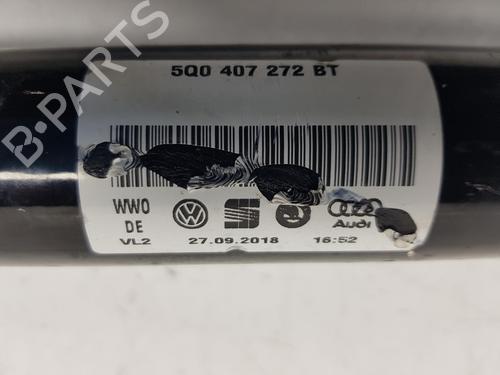 5Q0 407 272 BT
B-PARTS
WWO
DE
VL2
27.09.2018
16:52
Audi